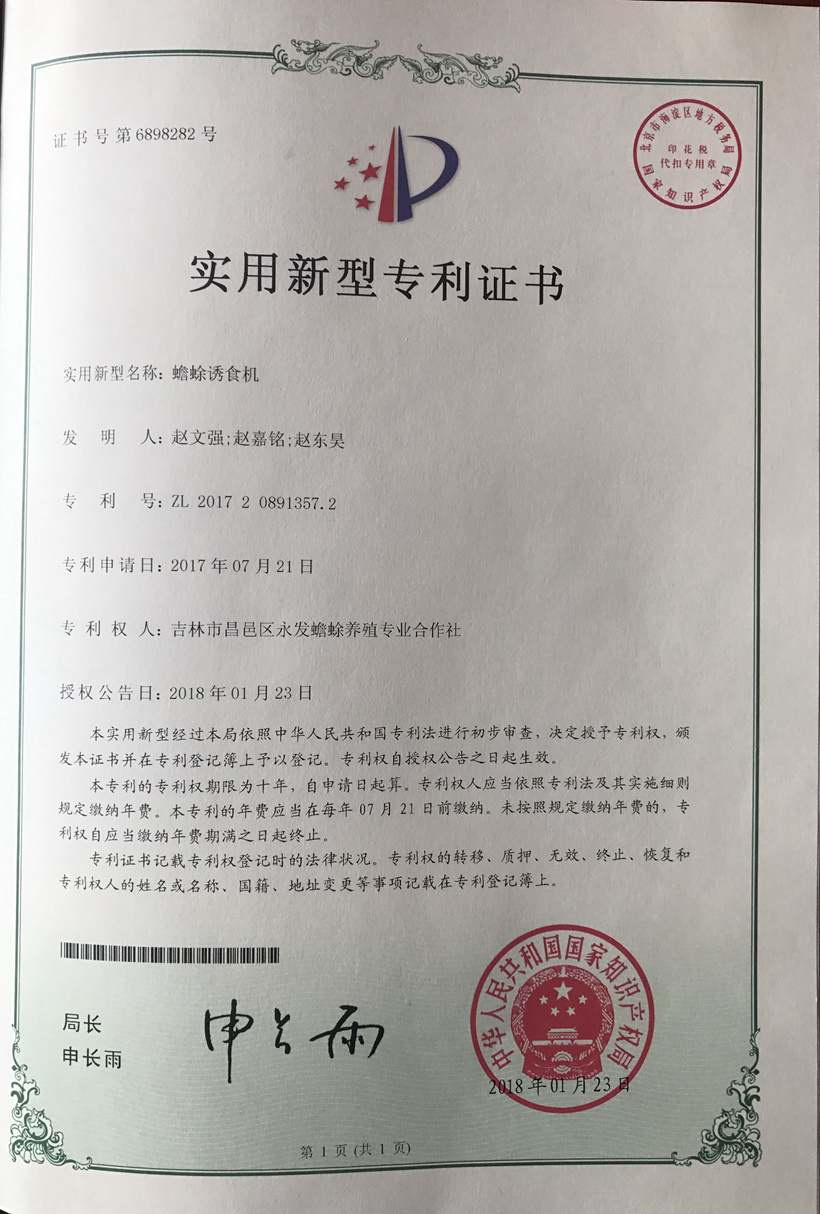 证书号第6898282号
北京市海淀区地方税务局
印花税
代扣专用章
国家知识产权局
实用新型专利证书
实用新型名称：蟾蜍诱食机
发明人：赵文强;赵嘉铭;赵东昊
专利号：ZL 2017 2 0891357.2
专利申请日：2017年07月21日
专利权人：吉林市昌邑区永发蟾蜍养殖专业合作社
授权公告日：2018年01月23日
本实用新型经过本局依照中华人民共和国专利法进行初步审查，决定授予专利权，颁
发本证书并在专利登记簿上予以登记。专利权自授权公告之日起生效。
本专利的专利权期限为十年，自申请日起算。专利权人应当依照专利法及其实施细则
规定缴纳年费。本专利的年费应当在每年07月21日前缴纳。未按照规定缴纳年费的，专
利权自应当缴纳年费期满之日起终止。
专利证书记载专利权登记时的法律状况。专利权的转移、质押、无效、终止、恢复和
专利权人的姓名或名称、国籍、地址变更等事项记载在专利登记簿上。
局长
申长雨
申长雨
中华人民共和国国家知识产权局
2018年01月23日
第1页(共1页)